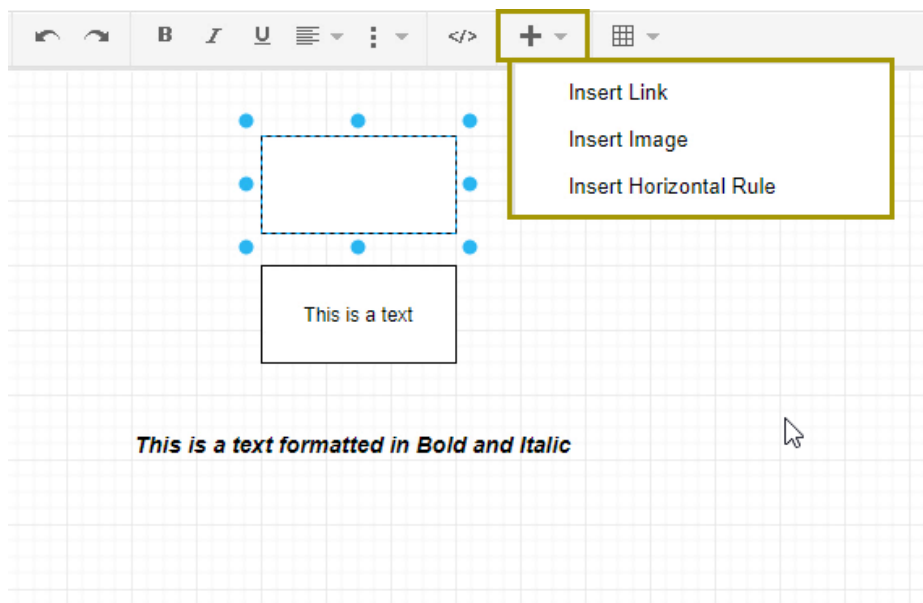 B I U </>
Insert Link
Insert Image
Insert Horizontal Rule
This is a text
This is a text formatted in Bold and Italic